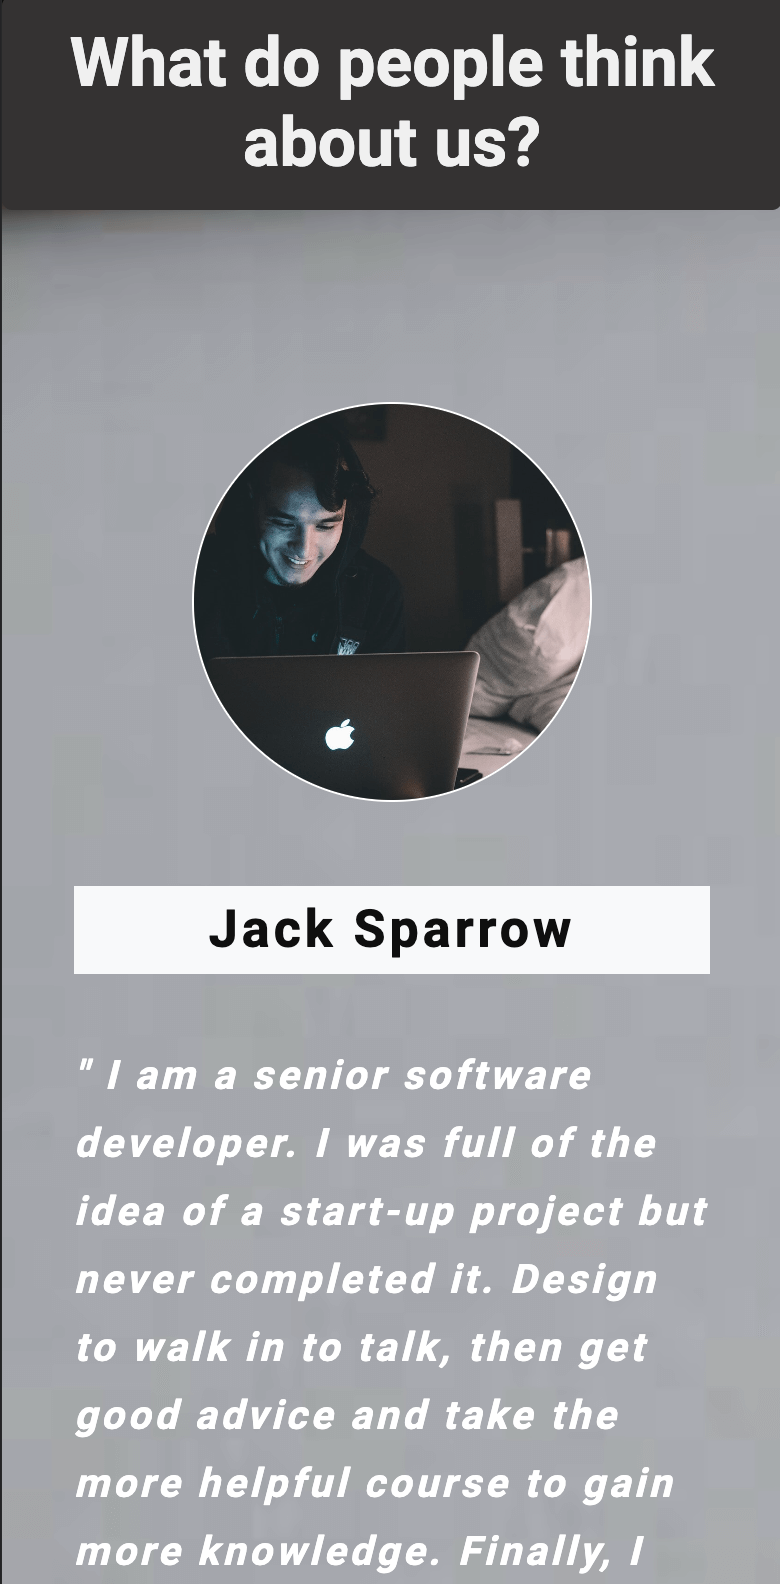 What do people think
about us?
Jack Sparrow
" I am a senior software
developer. I was full of the
idea of a start-up project but
never completed it. Design
to walk in to talk, then get
good advice and take the
more helpful course to gain
more knowledge. Finally, I